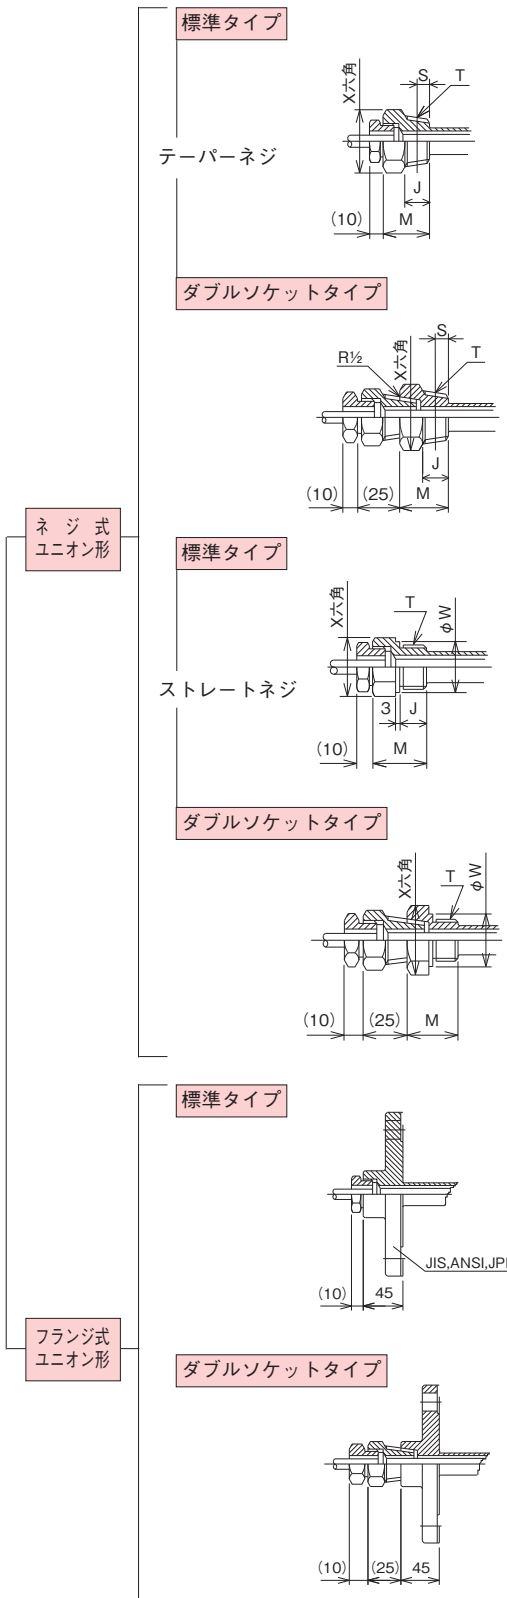 標準タイプ
X六角
S
T
テーパーネジ
J
(10)
M
ダブルソケットタイプ
S
R½
X六角
T
J
(10)
(25)
M
ネジ式
ユニオン形
標準タイプ
X六角
T
φW
ストレートネジ
3
J
(10)
M
ダブルソケットタイプ
X六角
T
φW
(10)
(25)
M
標準タイプ
JIS,ANSI,JPI
(10)
45
フランジ式
ユニオン形
ダブルソケットタイプ
(10)
(25)
45